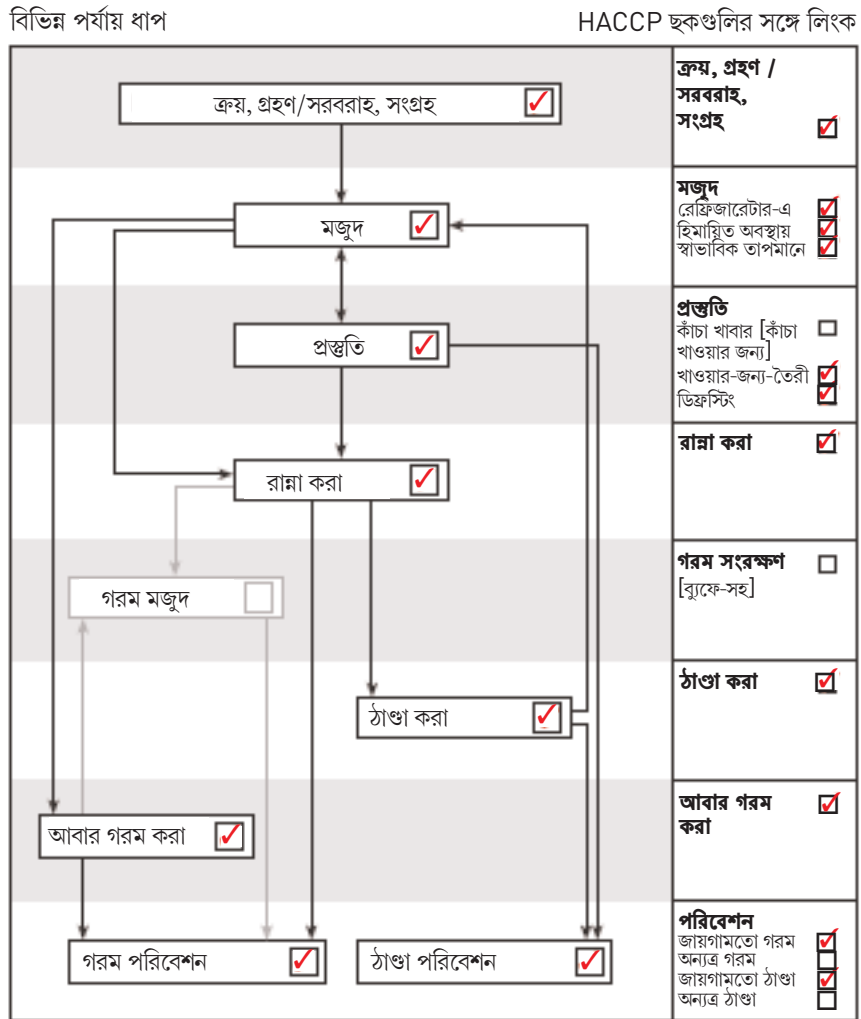 বিভিন্ন পর্যায় ধাপ
HACCP ছকগুলির সঙ্গে লিংক
ক্রয়, গ্রহণ/সরবরাহ, সংগ্রহ
মজুদ
প্রস্তুতি
রান্না করা
গরম মজুদ
ঠাণ্ডা করা
আবার গরম করা
গরম পরিবেশন
ঠাণ্ডা পরিবেশন
ক্রয়, গ্রহণ /
সরবরাহ,
সংগ্রহ
মজুদ
রেফ্রিজারেটার-এ
হিমায়িত অবস্থায়
স্বাভাবিক তাপমানে
প্রস্তুতি
কাঁচা খাবার [কাঁচা
খাওয়ার জন্য]
খাওয়ার-জন্য-তৈরী
ডিফ্রস্টিং
রান্না করা
গরম সংরক্ষণ
[ব্যুফে-সহ]
ঠাণ্ডা করা
আবার গরম
করা
পরিবেশন
জায়গামতো গরম
অন্যত্র গরম
জায়গামতো ঠাণ্ডা
অন্যত্র ঠাণ্ডা